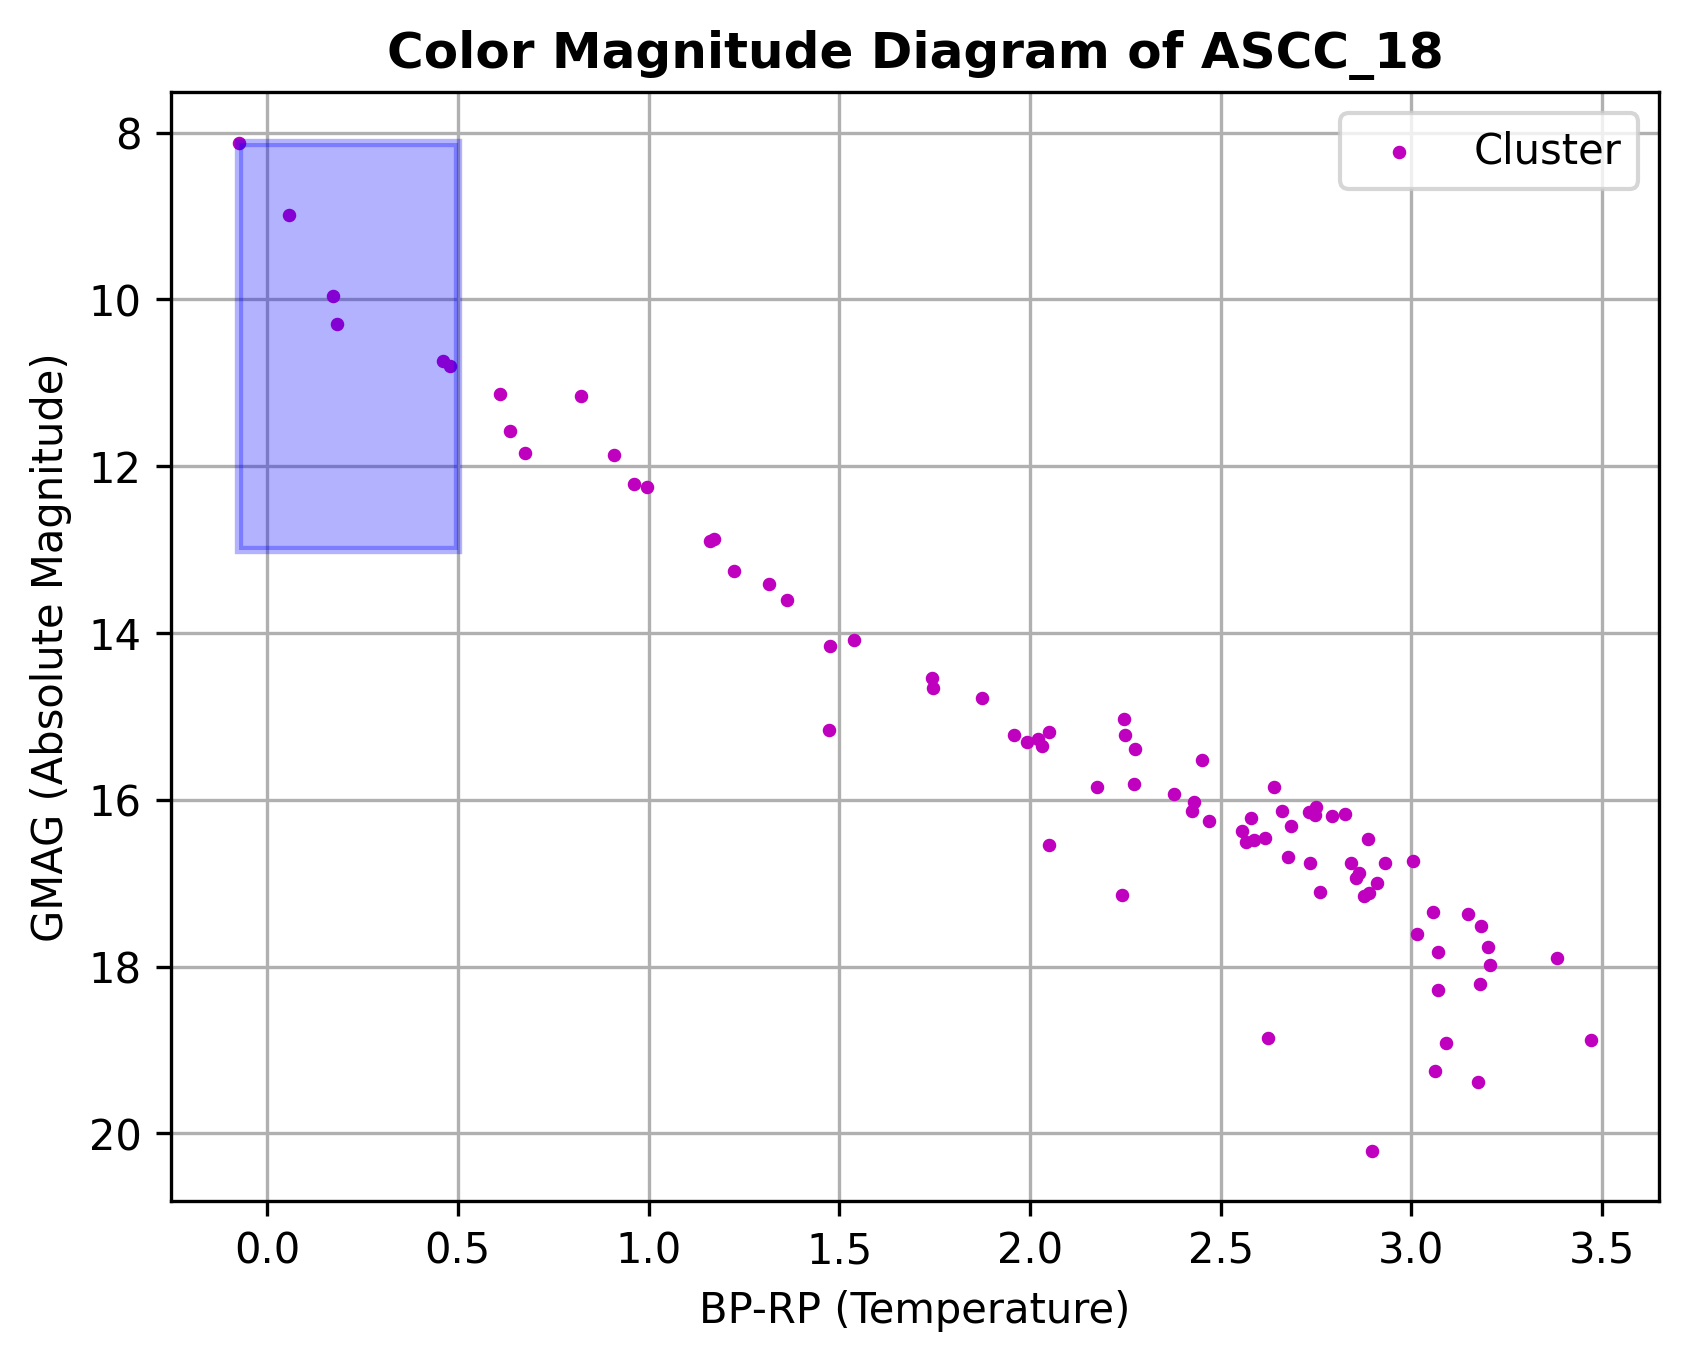 Color Magnitude Diagram of ASCC_18
Cluster
GMAG (Absolute Magnitude)
8
10
12
14
16
18
20
0.0 0.5 1.0 1.5 2.0 2.5 3.0 3.5
BP-RP (Temperature)